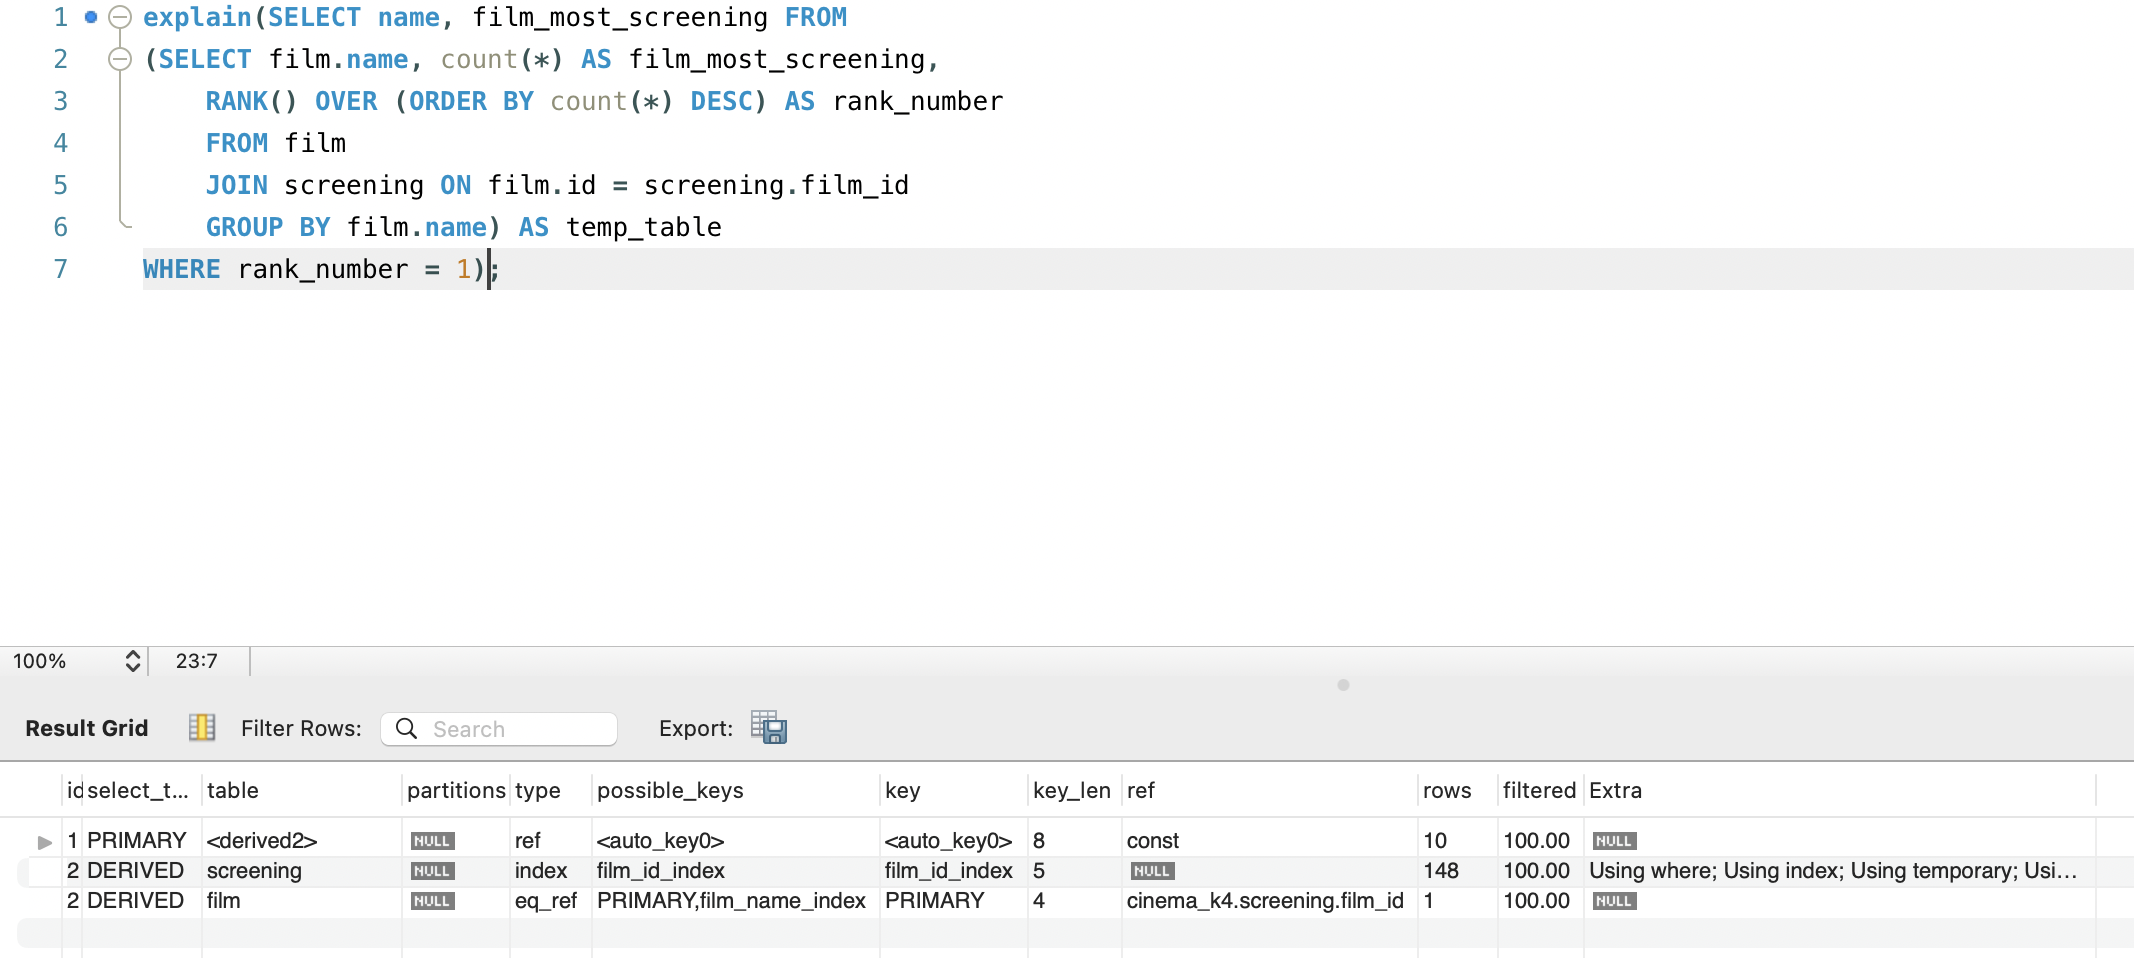 1 explain(SELECT name, film_most_screening FROM
2 (SELECT film.name, count(*) AS film_most_screening,
3 RANK() OVER (ORDER BY count(*) DESC) AS rank_number
4 FROM film
5 JOIN screening ON film.id = screening.film_id
6 GROUP BY film.name) AS temp_table
7 WHERE rank_number = 1);
100% 23:7
Result Grid Filter Rows: Search Export:
id select_t... table partitions type possible_keys key key_len ref rows filtered Extra
1 PRIMARY <derived2> NULL ref <auto_key0> <auto_key0> 8 const 10 100.00 NULL
2 DERIVED screening NULL index film_id_index film_id_index 5 NULL 148 100.00 Using where; Using index; Using temporary; Usi...
2 DERIVED film NULL eq_ref PRIMARY,film_name_index PRIMARY 4 cinema_k4.screening.film_id 1 100.00 NULL